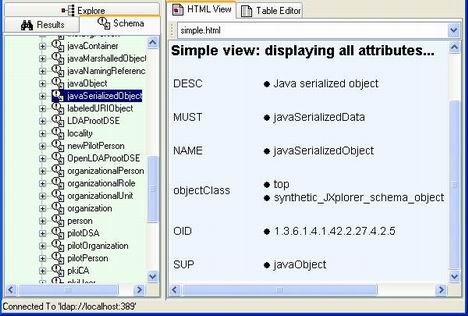 Explore
Results
Schema
javaContainer
javaMarshalledObject
javaNamingReferenc
javaObject
javaSerializedObject
labeledURIObject
LDAProotDSE
locality
newPilotPerson
OpenLDAProotDSE
organizationalPerson
organizationalRole
organizationalUnit
organization
person
pilotDSA
pilotOrganization
pilotPerson
pkiCA
pkiUser
HTML View
Table Editor
simple.html
Simple view: displaying all attributes...
DESC • Java serialized object
MUST • javaSerializedData
NAME • javaSerializedObject
objectClass • top
• synthetic_JXplorer_schema_object
OID • 1.3.6.1.4.1.42.2.27.4.2.5
SUP • javaObject
Connected To 'ldap://localhost:389'